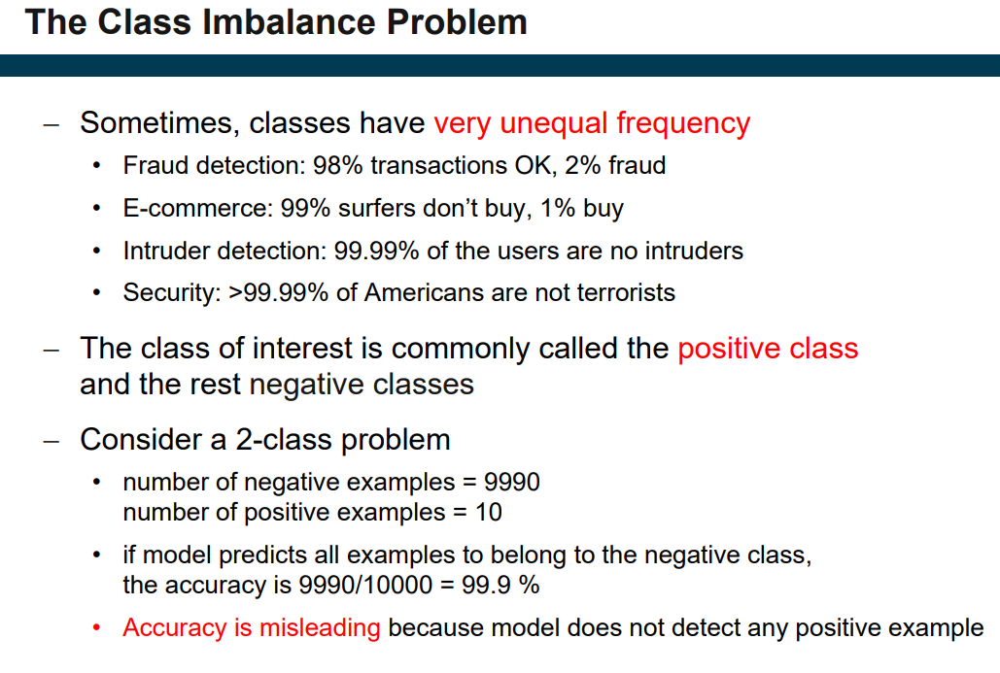 The Class Imbalance Problem
– Sometimes, classes have very unequal frequency
• Fraud detection: 98% transactions OK, 2% fraud
• E-commerce: 99% surfers don’t buy, 1% buy
• Intruder detection: 99.99% of the users are no intruders
• Security: >99.99% of Americans are not terrorists
– The class of interest is commonly called the positive class
and the rest negative classes
– Consider a 2-class problem
• number of negative examples = 9990
number of positive examples = 10
• if model predicts all examples to belong to the negative class,
the accuracy is 9990/10000 = 99.9 %
• Accuracy is misleading because model does not detect any positive example